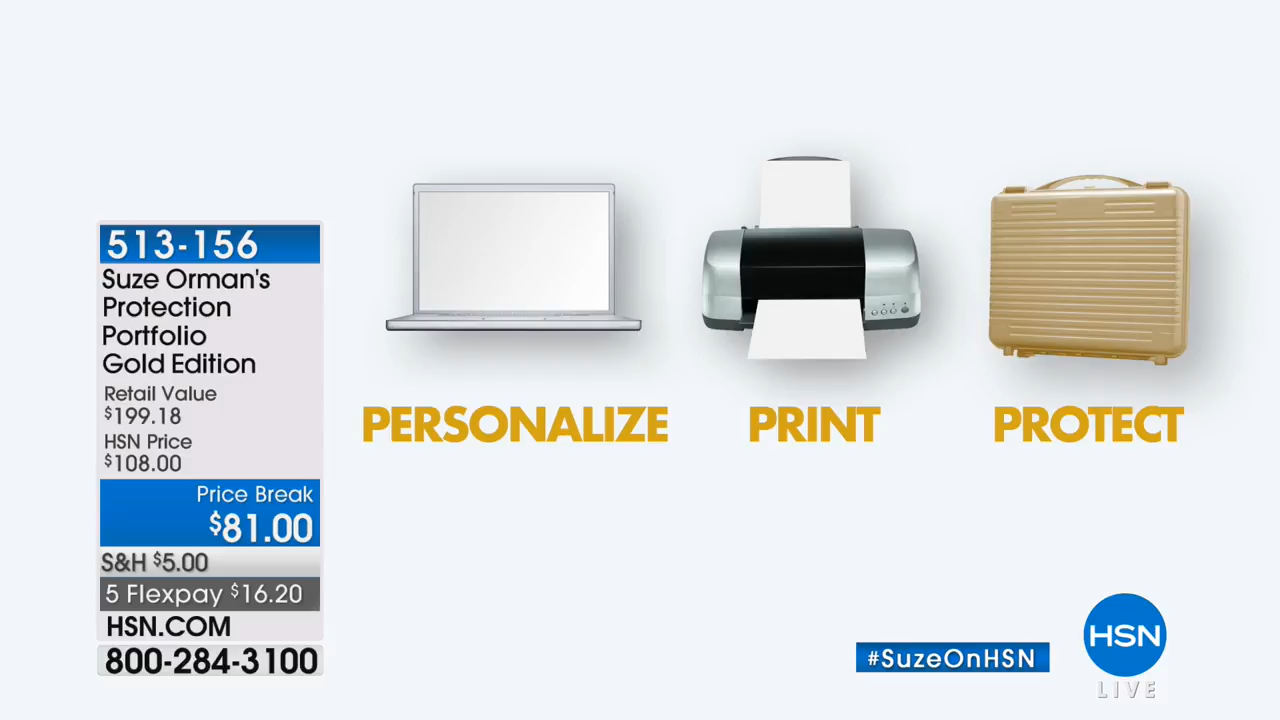 513-156
Suze Orman's
Protection
Portfolio
Gold Edition
Retail Value
$199.18
HSN Price
$108.00
Price Break
$81.00
S&H $5.00
5 Flexpay $16.20
HSN.COM
800-284-3100
PERSONALIZE PRINT PROTECT
#SuzeOnHSN
HSN
LIVE